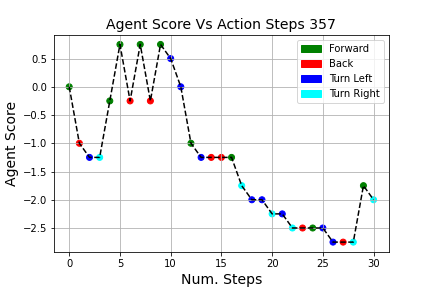 Agent Score Vs Action Steps 357
Forward
Back
Turn Left
Turn Right
0.5
0.0
−0.5
−1.0
−1.5
−2.0
−2.5
Agent Score
0 5 10 15 20 25 30
Num. Steps